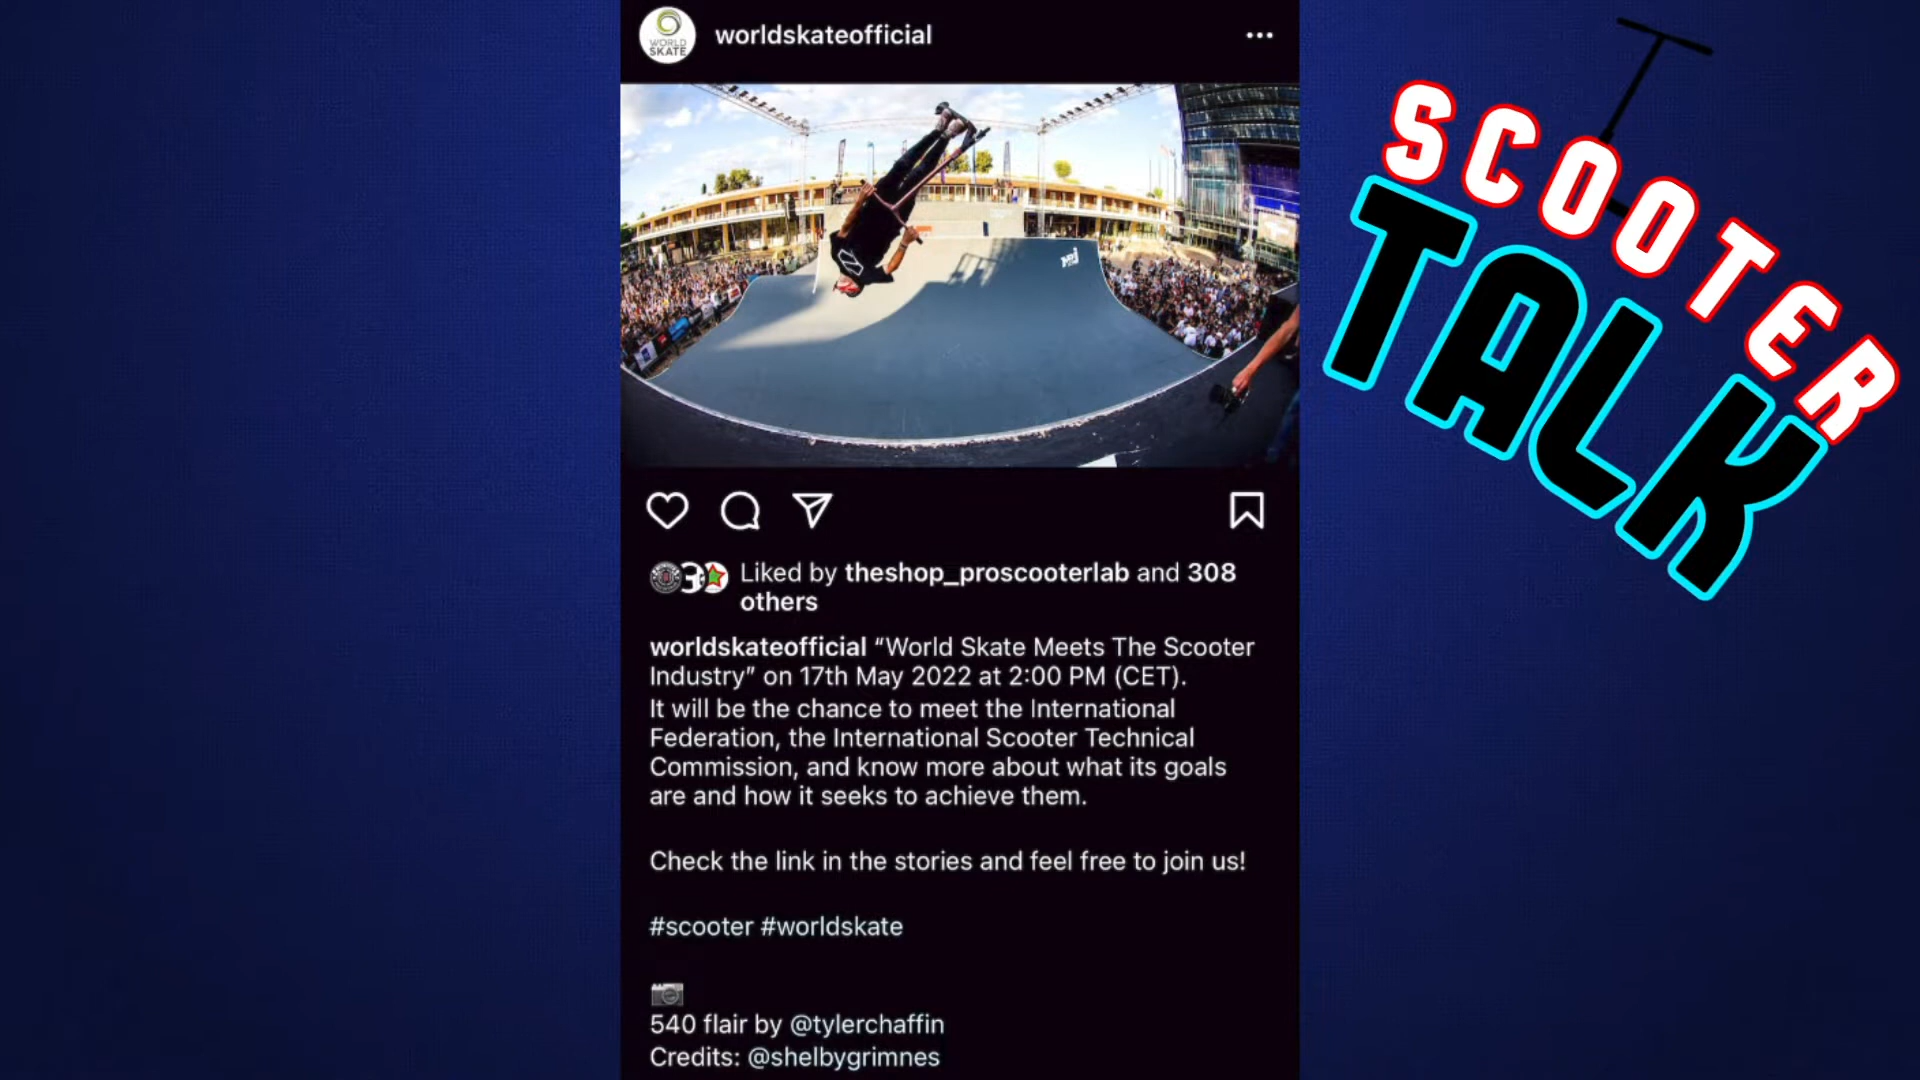 WORLD
SKATE
worldskateofficial
SCOOTER
TALK
Liked by theshop_proscooterlab and 308
others
worldskateofficial “World Skate Meets The Scooter
Industry” on 17th May 2022 at 2:00 PM (CET).
It will be the chance to meet the International
Federation, the International Scooter Technical
Commission, and know more about what its goals
are and how it seeks to achieve them.
Check the link in the stories and feel free to join us!
#scooter #worldskate
540 flair by @tylerchaffin
Credits: @shelbygrimnes